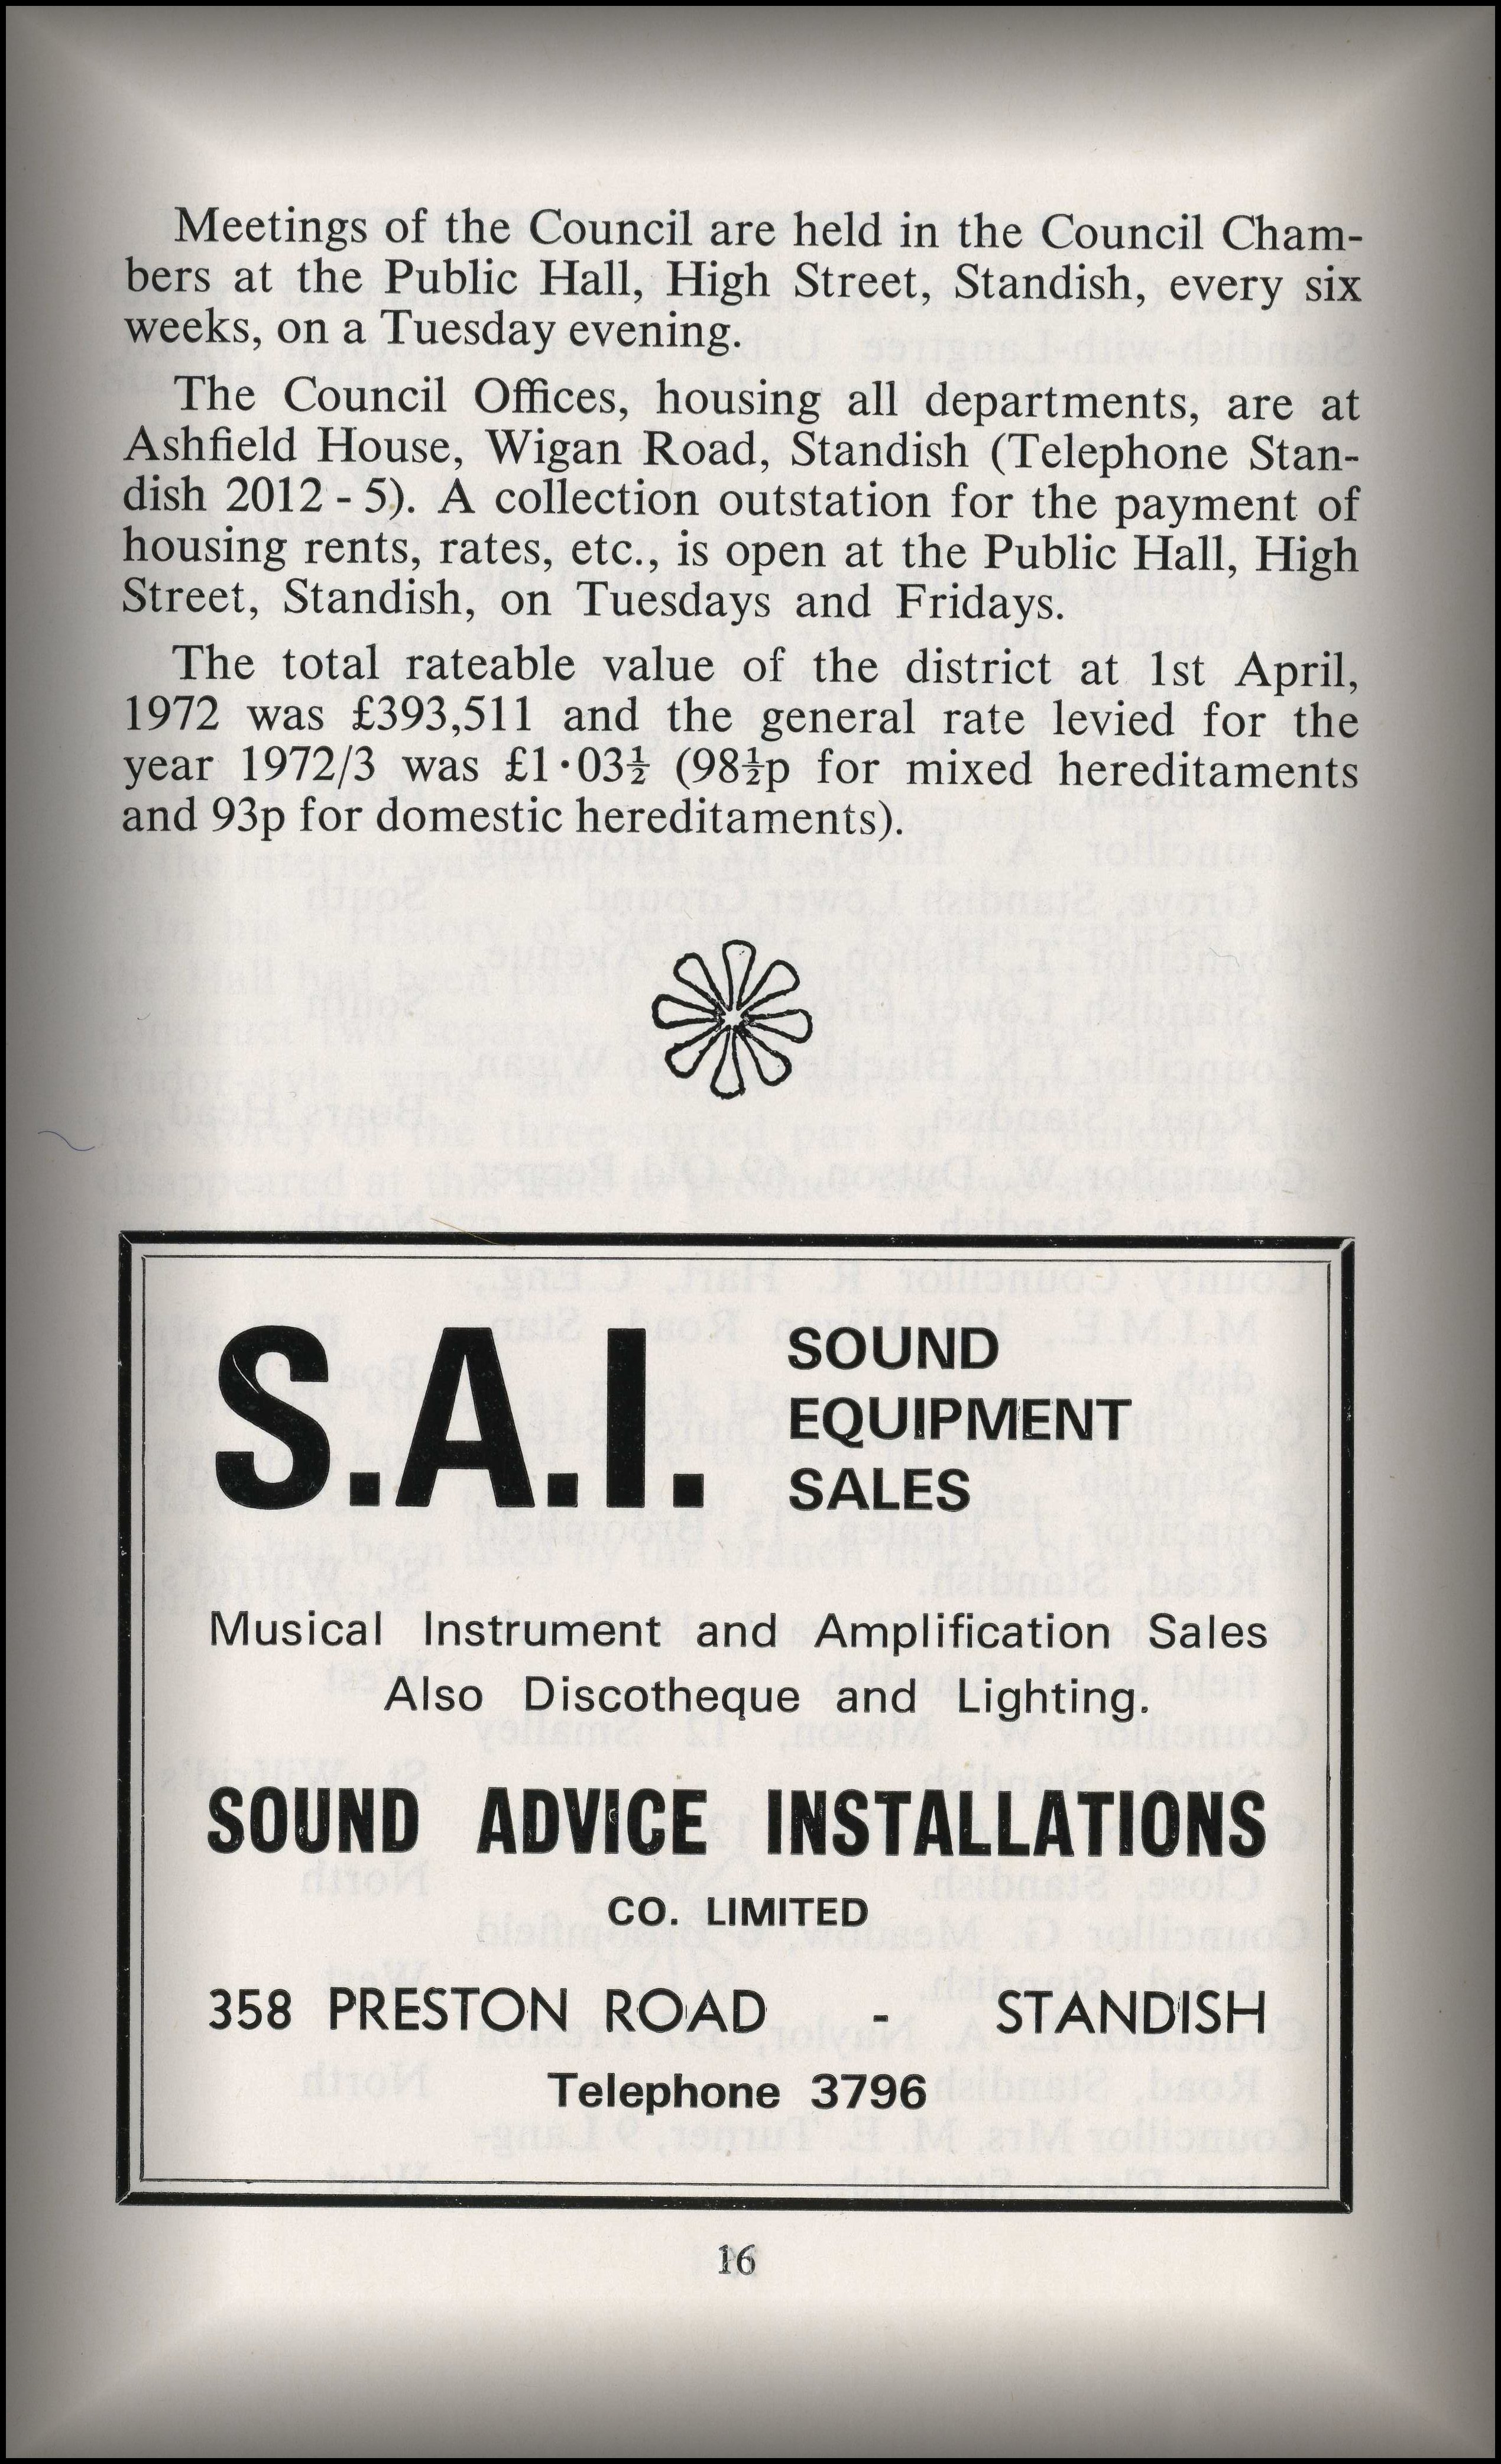 Meetings of the Council are held in the Council Cham-
bers at the Public Hall, High Street, Standish, every six
weeks, on a Tuesday evening.
The Council Offices, housing all departments, are at
Ashfield House, Wigan Road, Standish (Telephone Stan-
dish 2012 - 5). A collection outstation for the payment of
housing rents, rates, etc., is open at the Public Hall, High
Street, Standish, on Tuesdays and Fridays.
The total rateable value of the district at 1st April,
1972 was £393,511 and the general rate levied for the
year 1972/3 was £1·03½ (98½p for mixed hereditaments
and 93p for domestic hereditaments).
S.A.I.
SOUND
EQUIPMENT
SALES
Musical Instrument and Amplification Sales
Also Discotheque and Lighting.
SOUND ADVICE INSTALLATIONS
CO. LIMITED
358 PRESTON ROAD - STANDISH
Telephone 3796
16